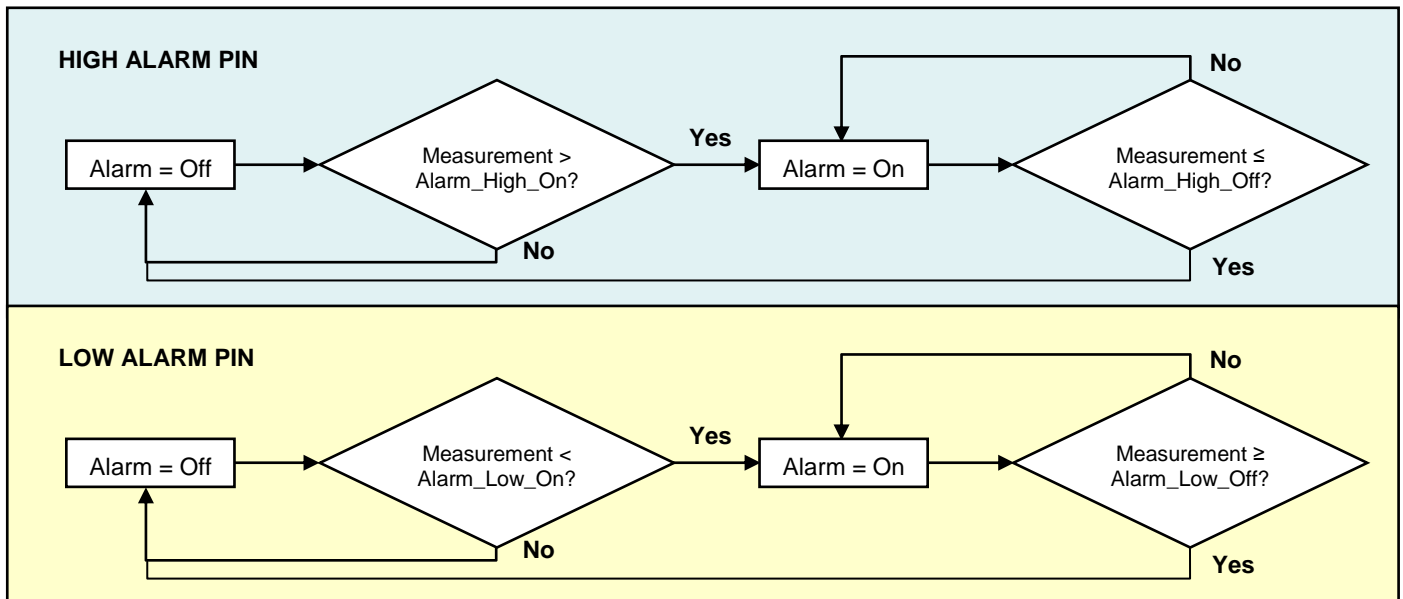 HIGH ALARM PIN
No
Alarm = Off
Measurement >
Alarm_High_On?
Yes
Alarm = On
Measurement ≤
Alarm_High_Off?
No
Yes
LOW ALARM PIN
No
Alarm = Off
Measurement <
Alarm_Low_On?
Yes
Alarm = On
Measurement ≥
Alarm_Low_Off?
No
Yes